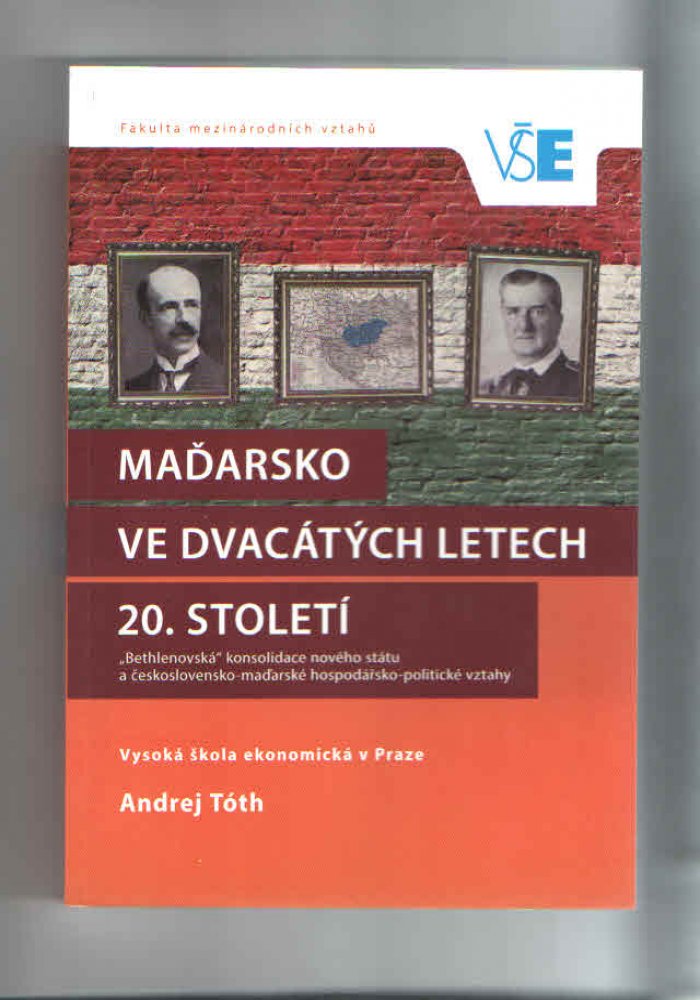 Fakulta mezinárodních vztahů
VŠE
MAĎARSKO
VE DVACÁTÝCH LETECH
20. STOLETÍ
„Bethlenovská“ konsolidace nového státu
a československo-maďarské hospodářsko-politické vztahy
Vysoká škola ekonomická v Praze
Andrej Tóth